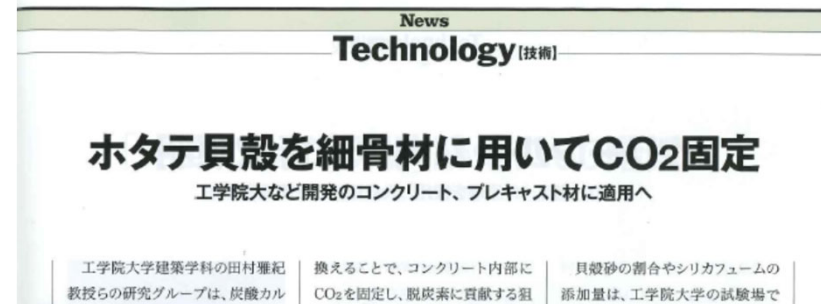 News
Technology【技術】
ホタテ貝殻を細骨材に用いてCO2固定
工学院大など開発のコンクリート、プレキャスト材に適用へ
工学院大学建築学科の田村雅紀
教授らの研究グループは、炭酸カル
換えることで、コンクリート内部に
CO2を固定し、脱炭素に貢献する狙
貝殻砂の割合やシリカフュームの
添加量は、工学院大学の試験場で